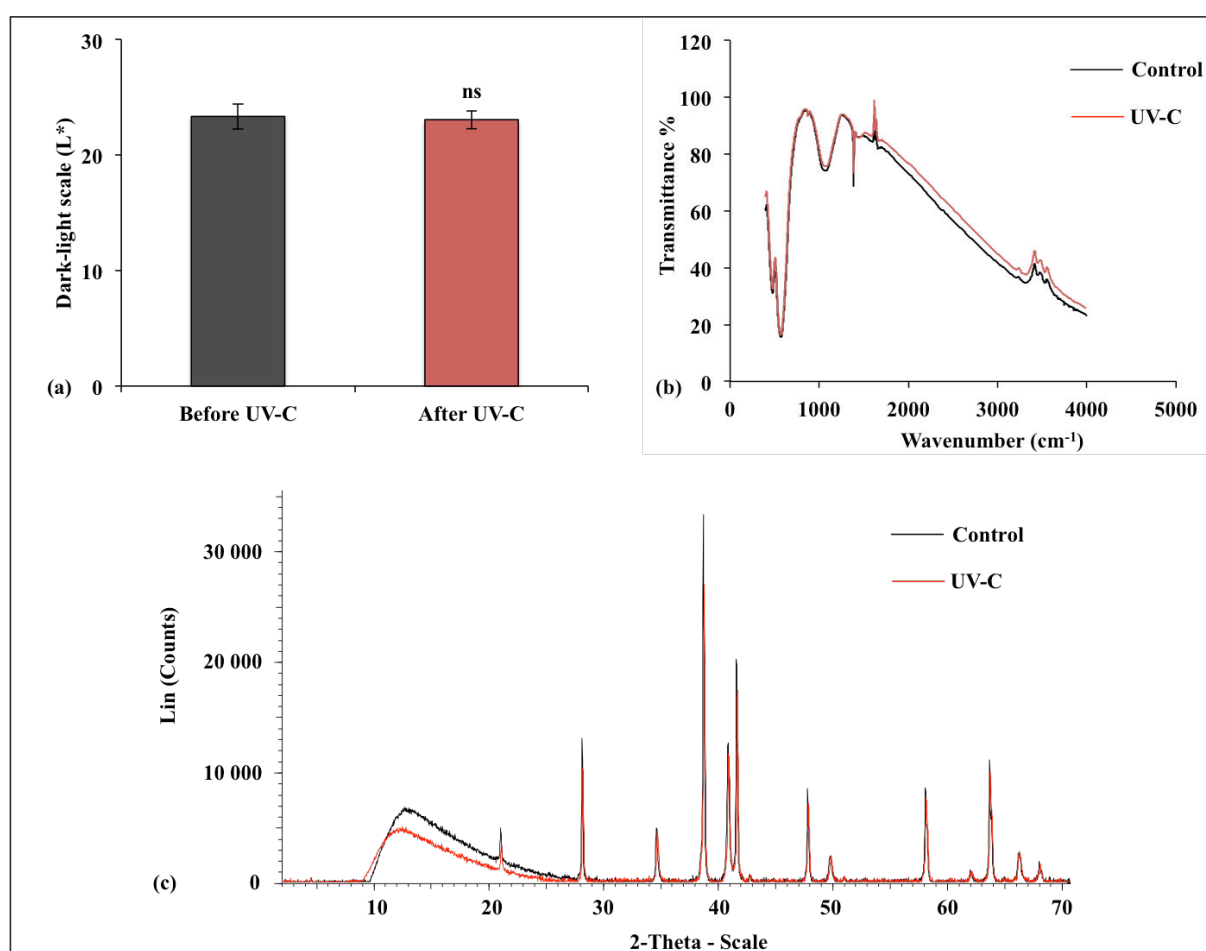 30
20
10
0
Dark-light scale (L*)
ns
(a)
Before UV-C
After UV-C
120
100
80
60
40
20
0
Transmittance %
Control
UV-C
(b)
0 1000 2000 3000 4000 5000
Wavenumber (cm⁻¹)
30 000
20 000
10 000
0
Lin (Counts)
Control
UV-C
(c)
10 20 30 40 50 60 70
2-Theta - Scale